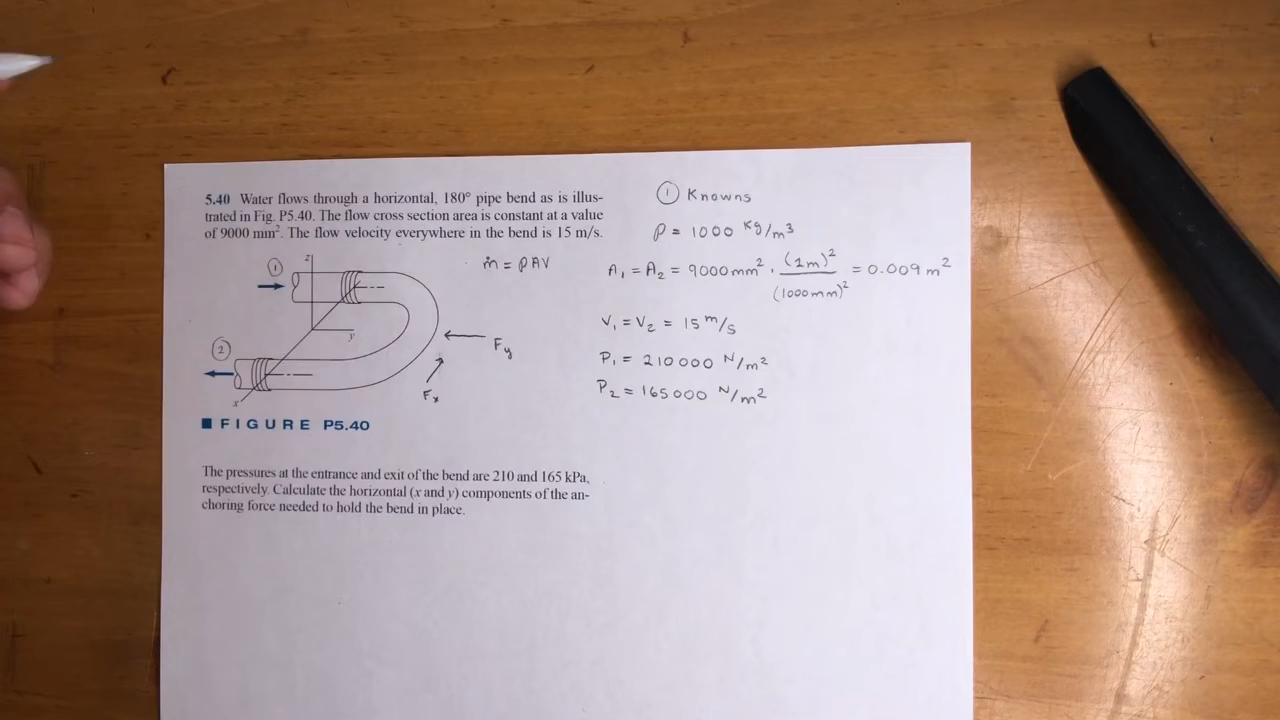 5.40 Water flows through a horizontal, 180° pipe bend as is illus-
trated in Fig. P5.40. The flow cross section area is constant at a value
of 9000 mm². The flow velocity everywhere in the bend is 15 m/s.
z
1
y
2
x
ṁ = ρAV
Fy
Fx
FIGURE P5.40
The pressures at the entrance and exit of the bend are 210 and 165 kPa,
respectively. Calculate the horizontal (x and y) components of the an-
choring force needed to hold the bend in place.
① Knowns
ρ = 1000 kg/m³
A₁ = A₂ = 9000 mm² · (1m)²/(1000mm)² = 0.009 m²
V₁ = V₂ = 15 m/s
P₁ = 210000 N/m²
P₂ = 165000 N/m²